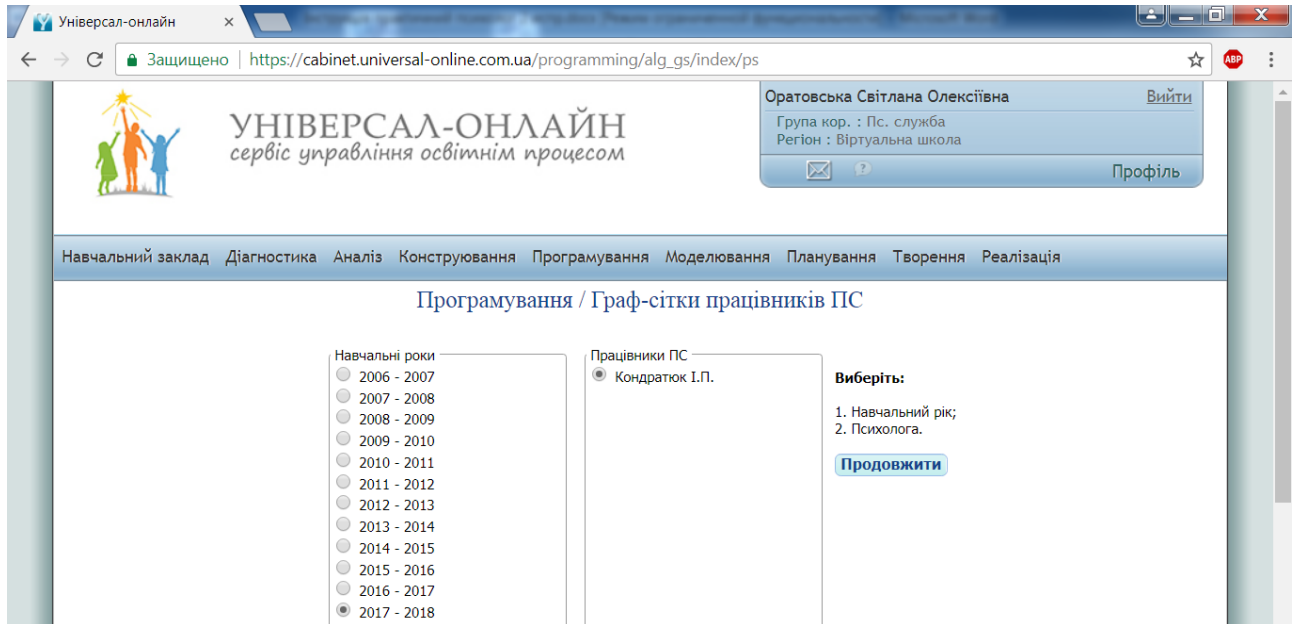 Універсал-онлайн
Защищено | https://cabinet.universal-online.com.ua/programming/alg_gs/index/ps
ABP
УНІВЕРСАЛ-ОНЛАЙН
сервіс управління освітнім процесом
Оратовська Світлана Олексіївна Вийти
Група кор. : Пс. служба
Регіон : Віртуальна школа
Профіль
Навчальний заклад Діагностика Аналіз Конструювання Програмування Моделювання Планування Творення Реалізація
Програмування / Граф-сітки працівників ПС
Навчальні роки
2006 - 2007
2007 - 2008
2008 - 2009
2009 - 2010
2010 - 2011
2011 - 2012
2012 - 2013
2013 - 2014
2014 - 2015
2015 - 2016
2016 - 2017
2017 - 2018
Працівники ПС
Кондратюк І.П.
Виберіть:
1. Навчальний рік;
2. Психолога.
Продовжити